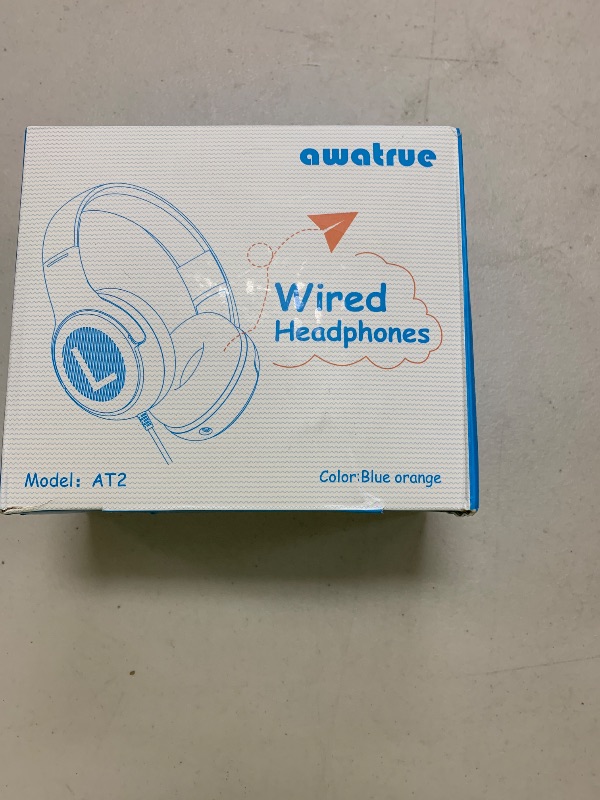 awatrue
Wired
Headphones
L
Model: AT2
Color:Blue orange